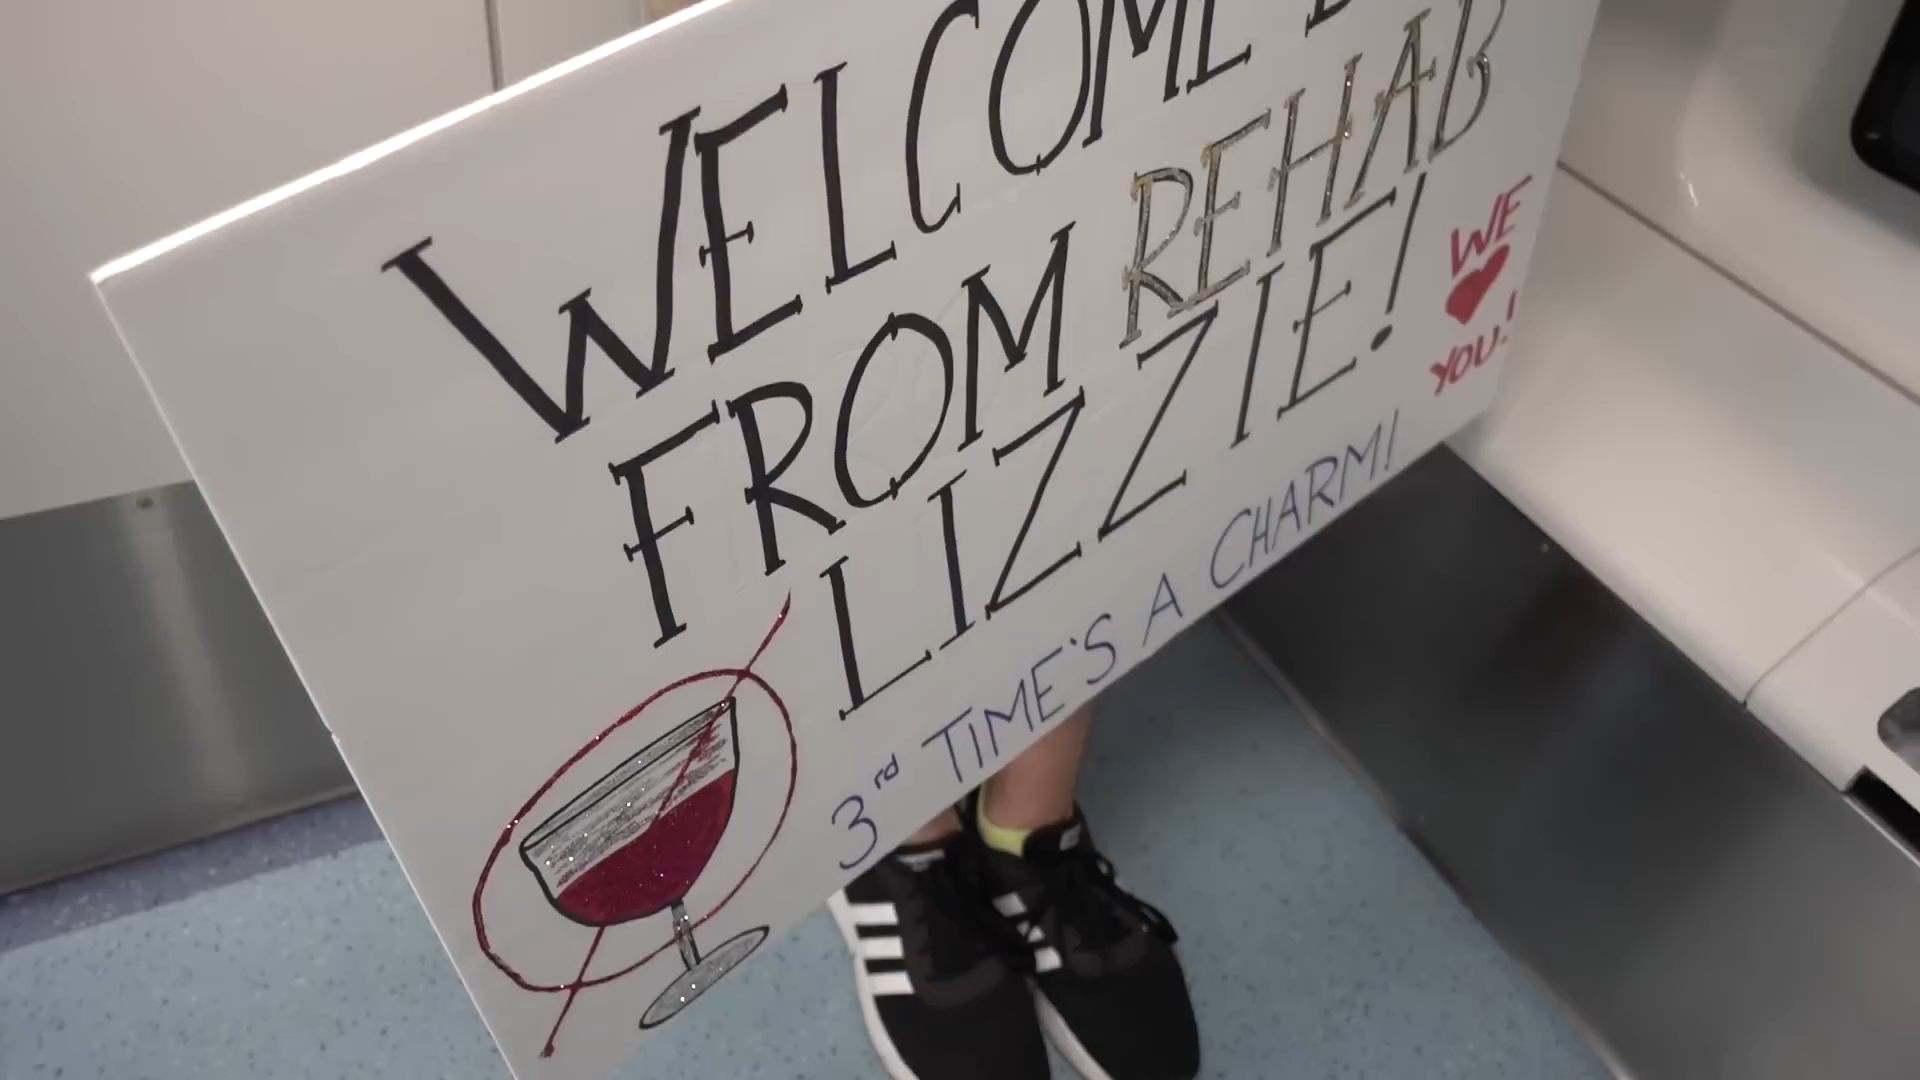 WELCOME
FROM REHAB
LIZZIE!
WE
YOU!
3rd TIME'S A CHARM!